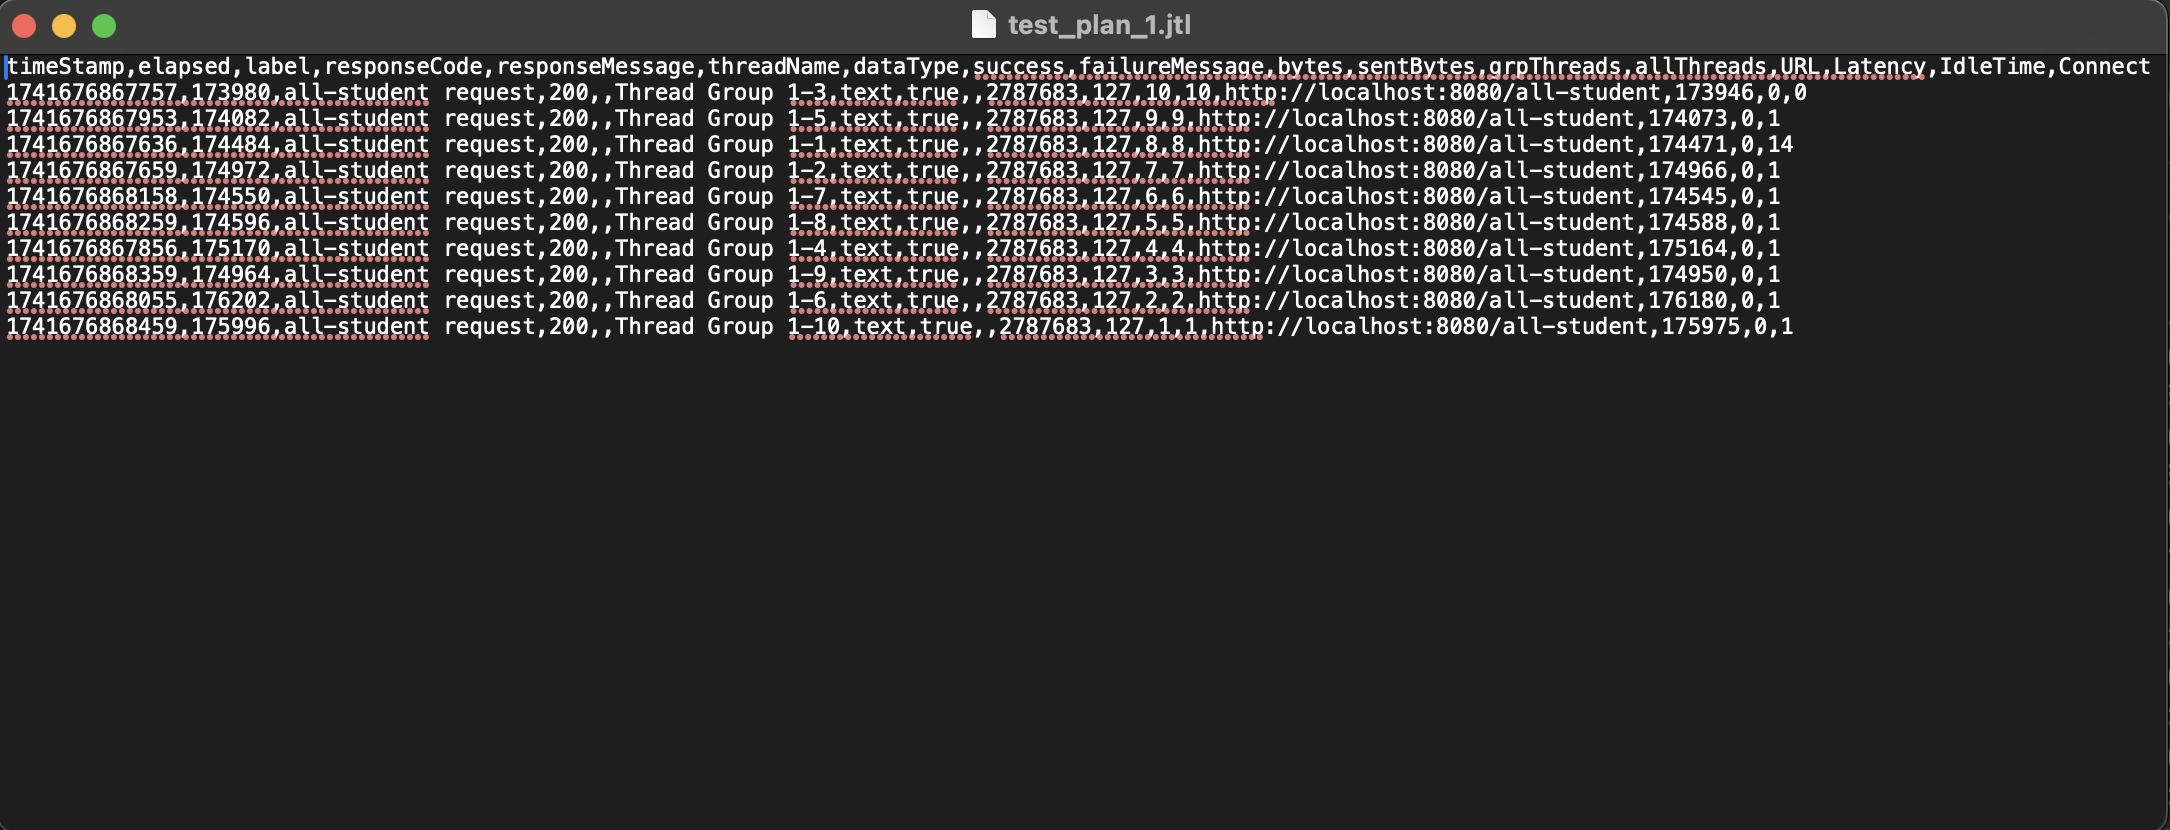 test_plan_1.jtl
timeStamp,elapsed,label,responseCode,responseMessage,threadName,dataType,success,failureMessage,bytes,sentBytes,grpThreads,allThreads,URL,Latency,IdleTime,Connect
1741676867757,173980,all-student request,200,,Thread Group 1-3,text,true,,2787683,127,10,10,http://localhost:8080/all-student,173946,0,0
1741676867953,174082,all-student request,200,,Thread Group 1-5,text,true,,2787683,127,9,9,http://localhost:8080/all-student,174073,0,1
1741676867636,174484,all-student request,200,,Thread Group 1-1,text,true,,2787683,127,8,8,http://localhost:8080/all-student,174471,0,14
1741676867659,174972,all-student request,200,,Thread Group 1-2,text,true,,2787683,127,7,7,http://localhost:8080/all-student,174966,0,1
1741676868158,174550,all-student request,200,,Thread Group 1-7,text,true,,2787683,127,6,6,http://localhost:8080/all-student,174545,0,1
1741676868259,174596,all-student request,200,,Thread Group 1-8,text,true,,2787683,127,5,5,http://localhost:8080/all-student,174588,0,1
1741676867856,175170,all-student request,200,,Thread Group 1-4,text,true,,2787683,127,4,4,http://localhost:8080/all-student,175164,0,1
1741676868359,174964,all-student request,200,,Thread Group 1-9,text,true,,2787683,127,3,3,http://localhost:8080/all-student,174950,0,1
1741676868055,176202,all-student request,200,,Thread Group 1-6,text,true,,2787683,127,2,2,http://localhost:8080/all-student,176180,0,1
1741676868459,175996,all-student request,200,,Thread Group 1-10,text,true,,2787683,127,1,1,http://localhost:8080/all-student,175975,0,1